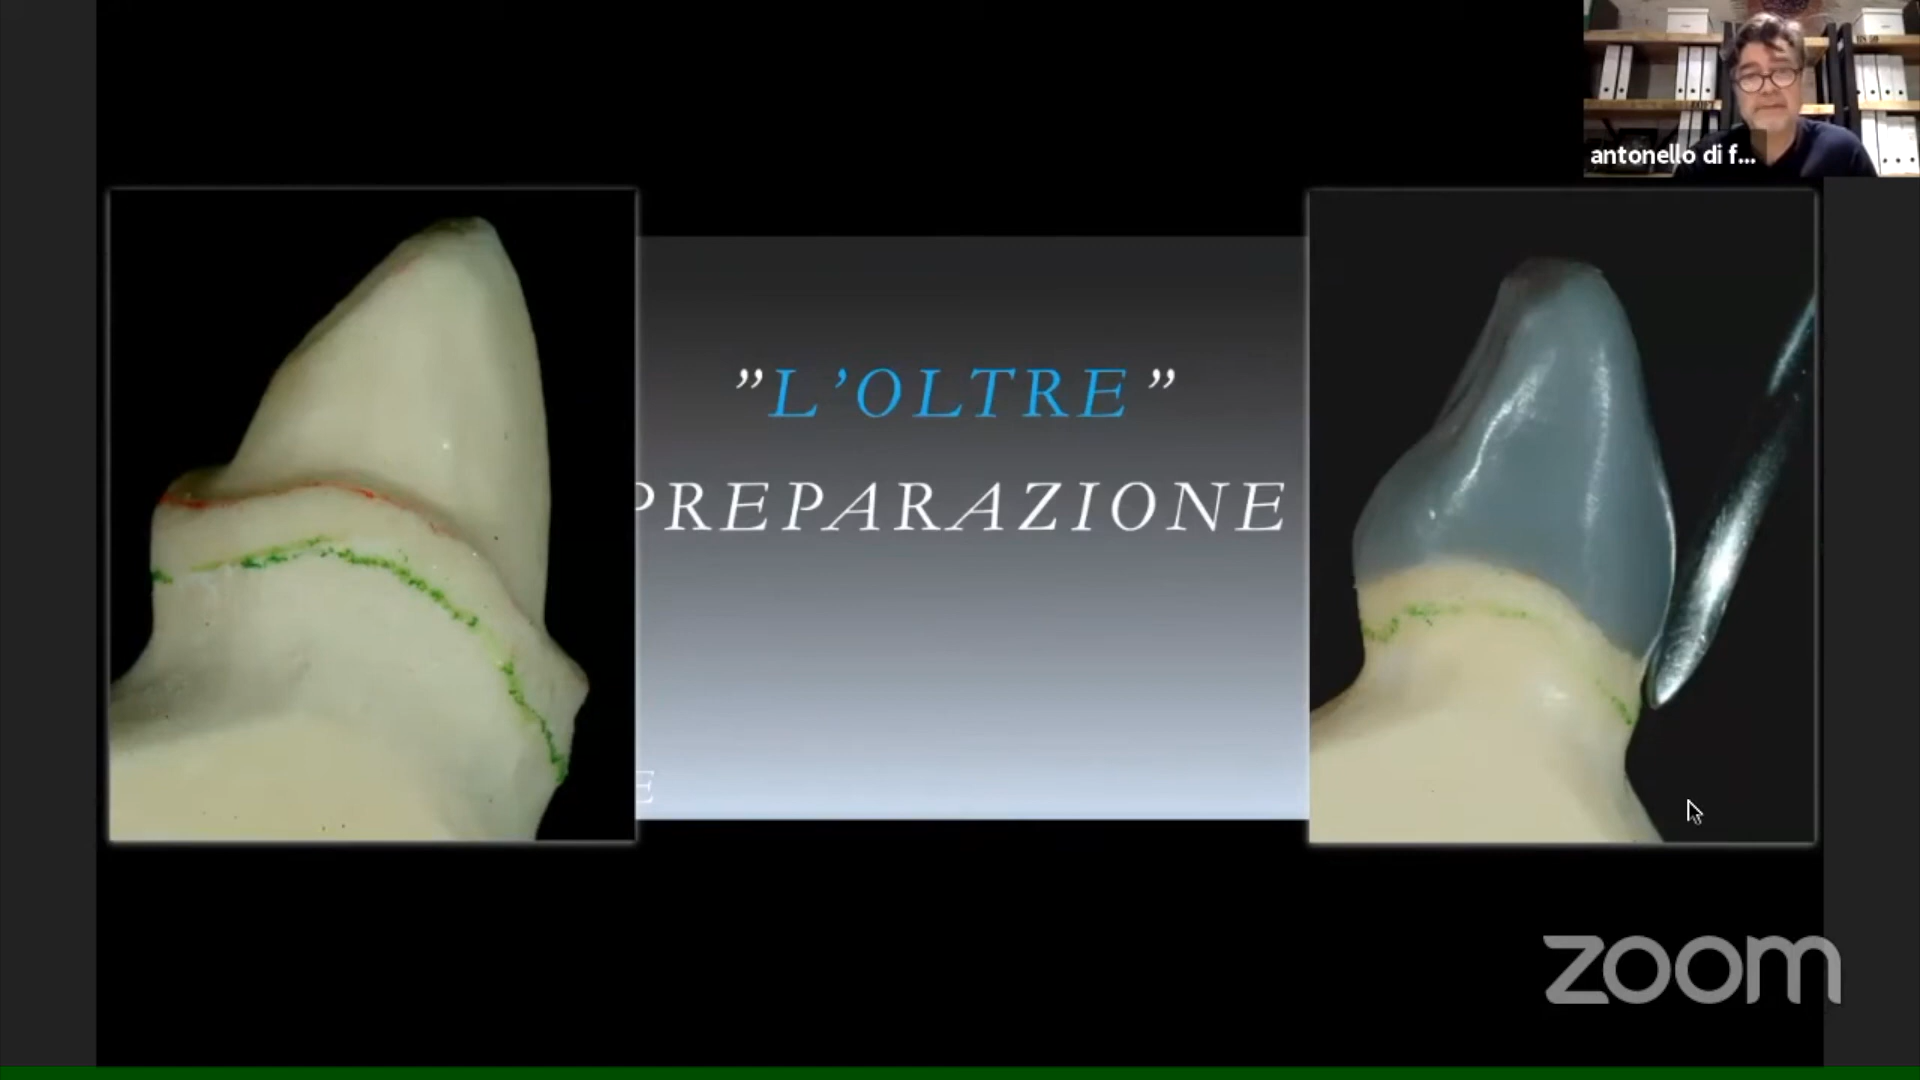 antonello di f...
"L'OLTRE"
PREPARAZIONE
E
zoom